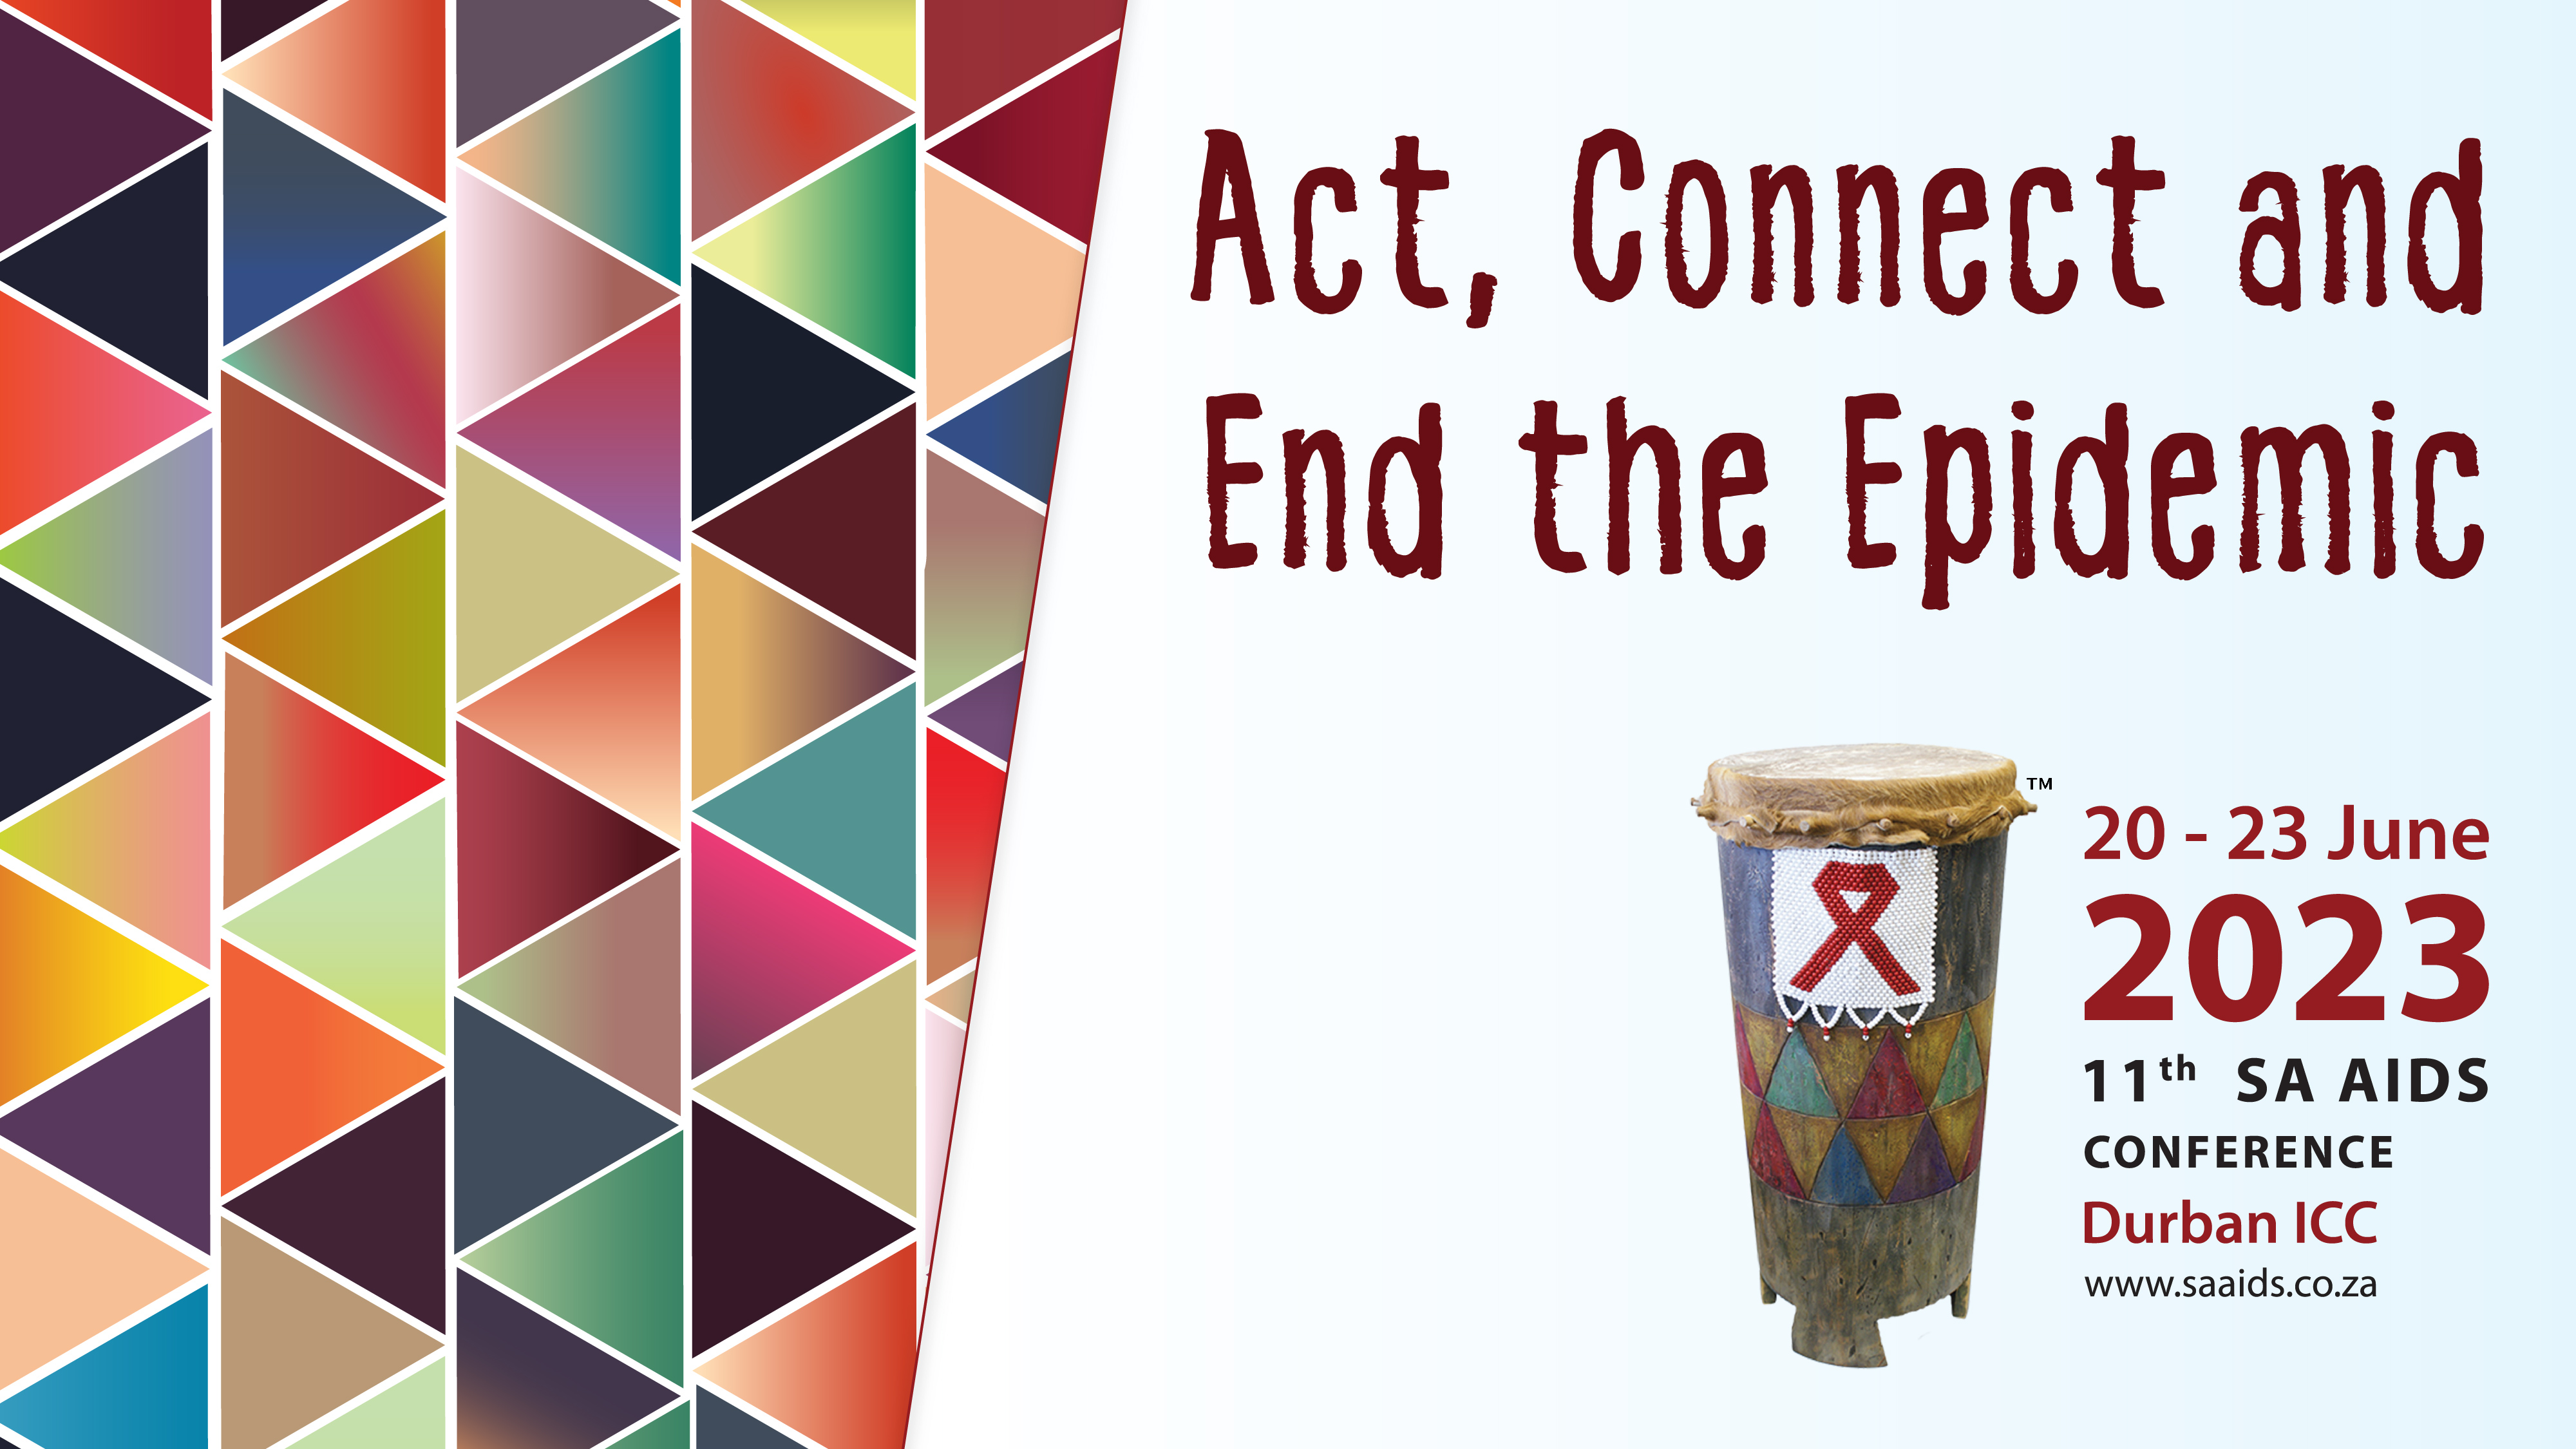 Act, Connect and
End the Epidemic
TM
20 - 23 June
2023
11th SA AIDS
CONFERENCE
Durban ICC
www.saaids.co.za